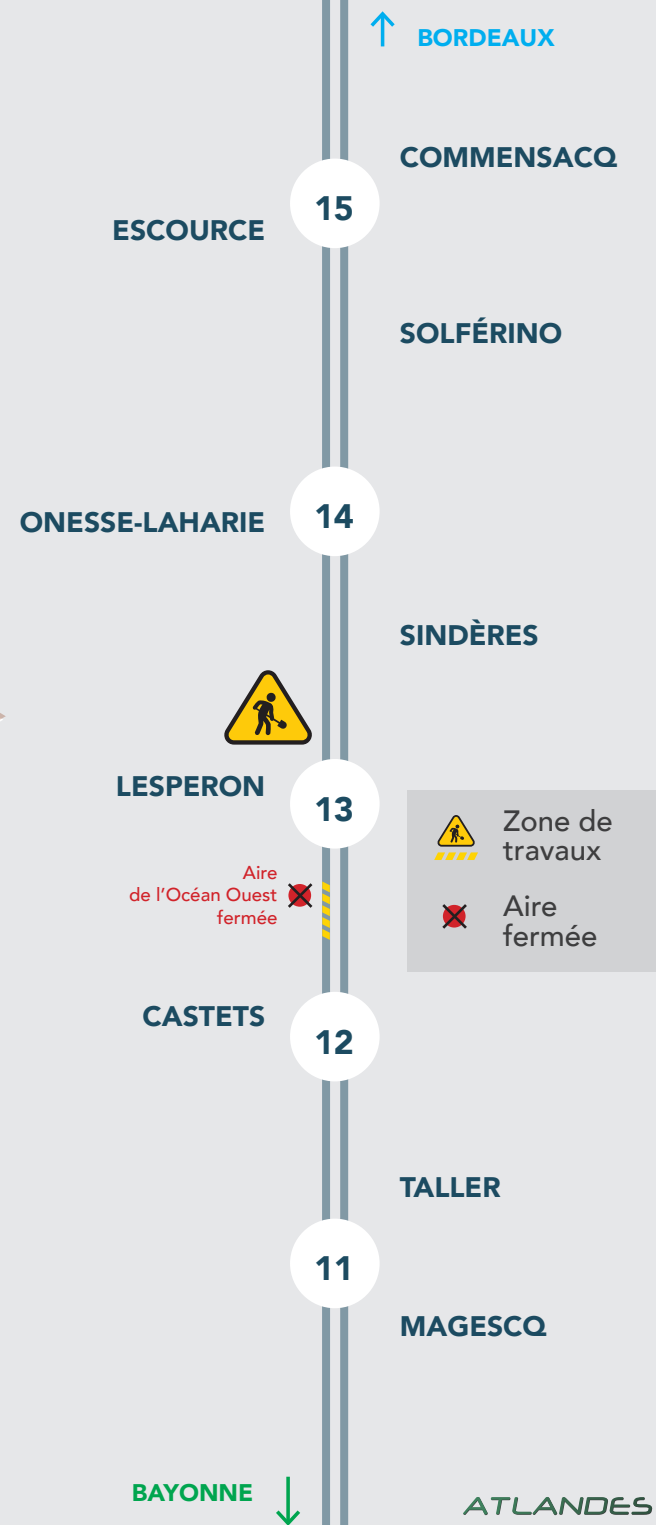 BORDEAUX
COMMENSACQ
15
ESCOURCE
SOLFÉRINO
14
ONESSE-LAHARIE
SINDÈRES
LESPERON
13
Zone de
travaux
Aire
de l'Océan Ouest
fermée
Aire
fermée
CASTETS
12
TALLER
11
MAGESCQ
BAYONNE
ATLANDES